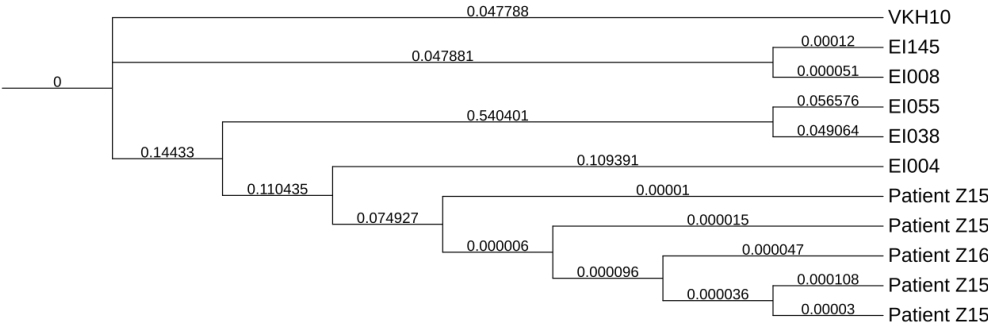 0.047788 VKH10
0.00012 EI145
0.047881
0.000051 EI008
0
0.056576 EI055
0.540401
0.049064 EI038
0.14433
0.109391 EI004
0.110435
0.00001 Patient Z15
0.074927
0.000015 Patient Z15
0.000006
0.000047 Patient Z16
0.000096
0.000108 Patient Z15
0.000036
0.00003 Patient Z15